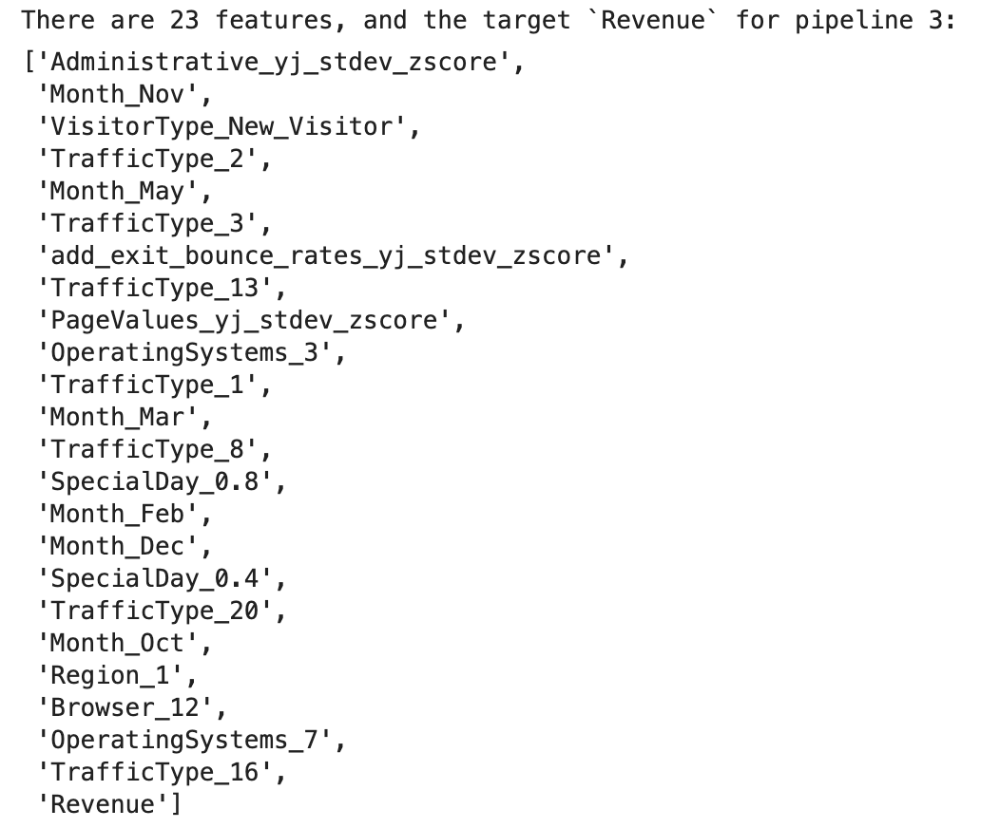 There are 23 features, and the target `Revenue` for pipeline 3:
['Administrative_yj_stdev_zscore',
'Month_Nov',
'VisitorType_New_Visitor',
'TrafficType_2',
'Month_May',
'TrafficType_3',
'add_exit_bounce_rates_yj_stdev_zscore',
'TrafficType_13',
'PageValues_yj_stdev_zscore',
'OperatingSystems_3',
'TrafficType_1',
'Month_Mar',
'TrafficType_8',
'SpecialDay_0.8',
'Month_Feb',
'Month_Dec',
'SpecialDay_0.4',
'TrafficType_20',
'Month_Oct',
'Region_1',
'Browser_12',
'OperatingSystems_7',
'TrafficType_16',
'Revenue']